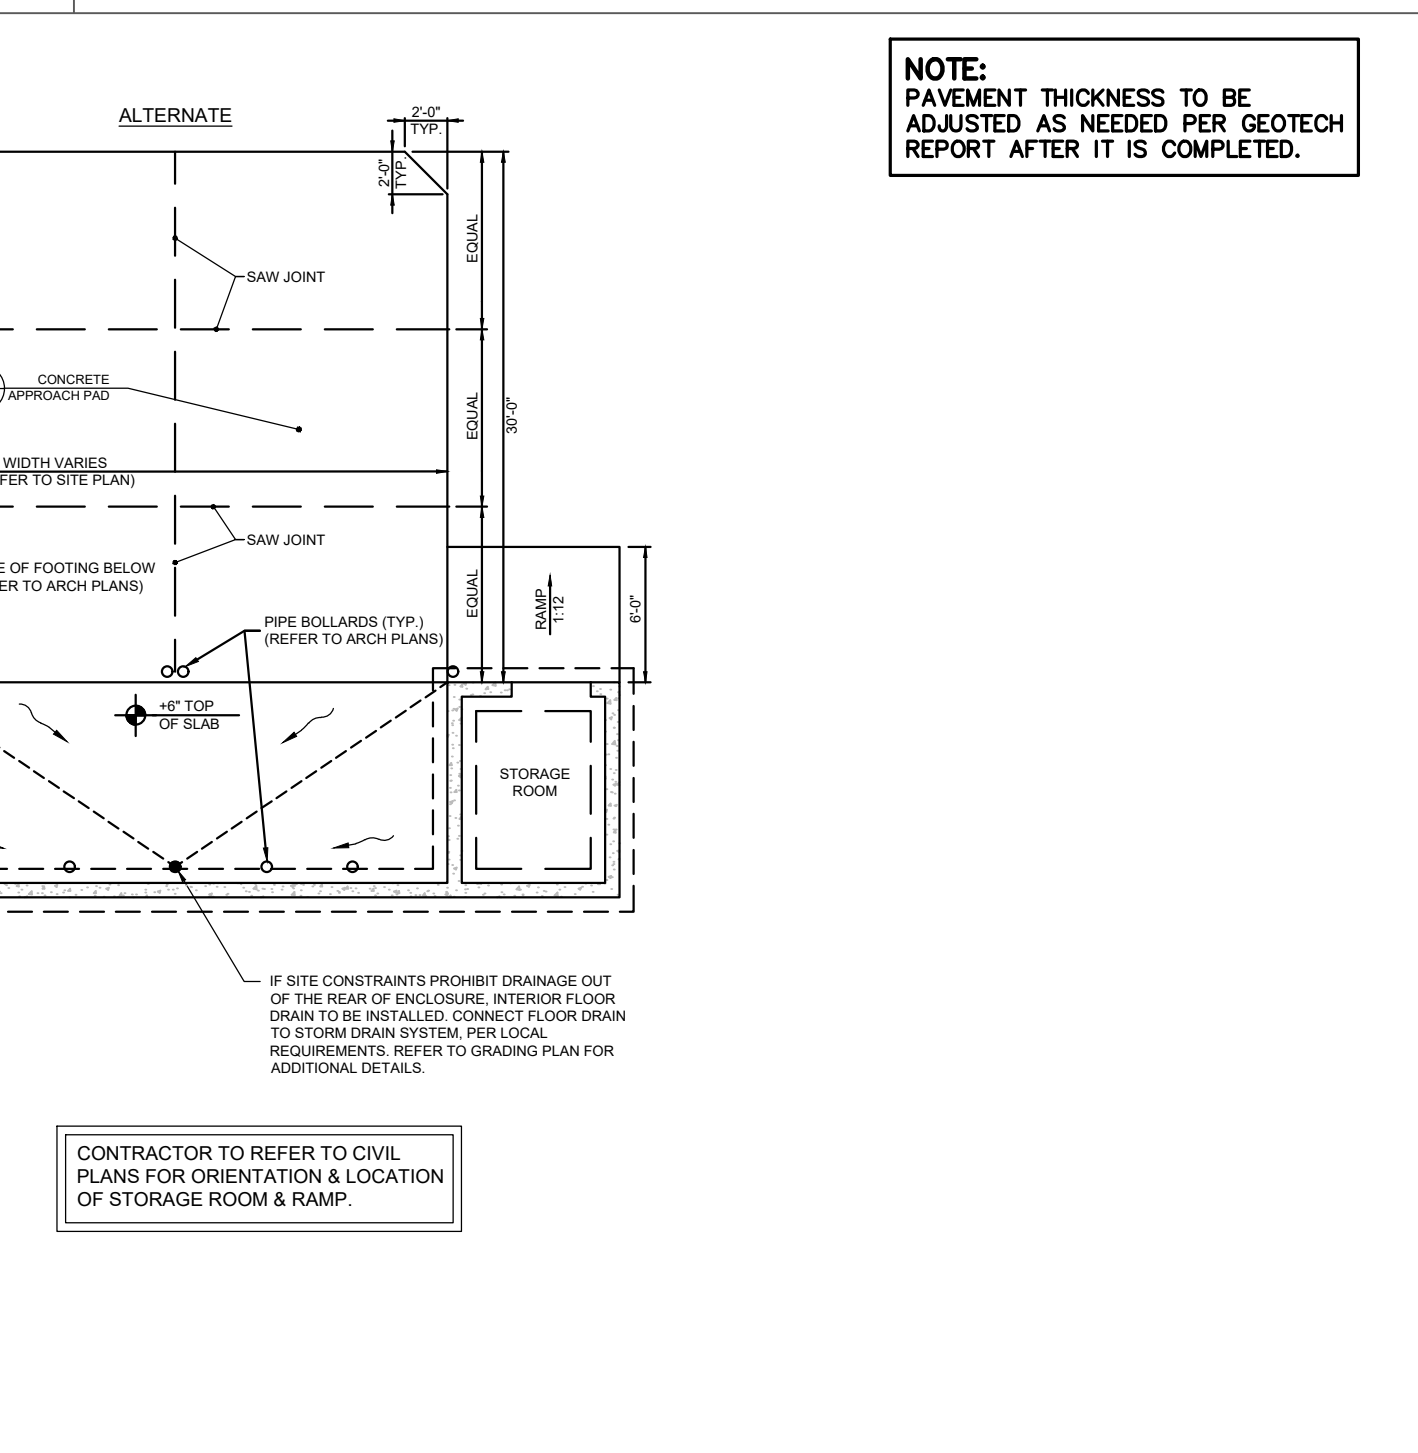 NOTE:
PAVEMENT THICKNESS TO BE
ADJUSTED AS NEEDED PER GEOTECH
REPORT AFTER IT IS COMPLETED.
ALTERNATE
2'-0"
TYP.
2'-0"
TYP.
EQUAL
SAW JOINT
CONCRETE
APPROACH PAD
EQUAL
30'-0"
WIDTH VARIES
FER TO SITE PLAN)
SAW JOINT
E OF FOOTING BELOW
ER TO ARCH PLANS)
EQUAL
RAMP
1:12
6'-0"
PIPE BOLLARDS (TYP.)
(REFER TO ARCH PLANS)
+6" TOP
OF SLAB
STORAGE
ROOM
IF SITE CONSTRAINTS PROHIBIT DRAINAGE OUT
OF THE REAR OF ENCLOSURE, INTERIOR FLOOR
DRAIN TO BE INSTALLED. CONNECT FLOOR DRAIN
TO STORM DRAIN SYSTEM, PER LOCAL
REQUIREMENTS. REFER TO GRADING PLAN FOR
ADDITIONAL DETAILS.
CONTRACTOR TO REFER TO CIVIL
PLANS FOR ORIENTATION & LOCATION
OF STORAGE ROOM & RAMP.